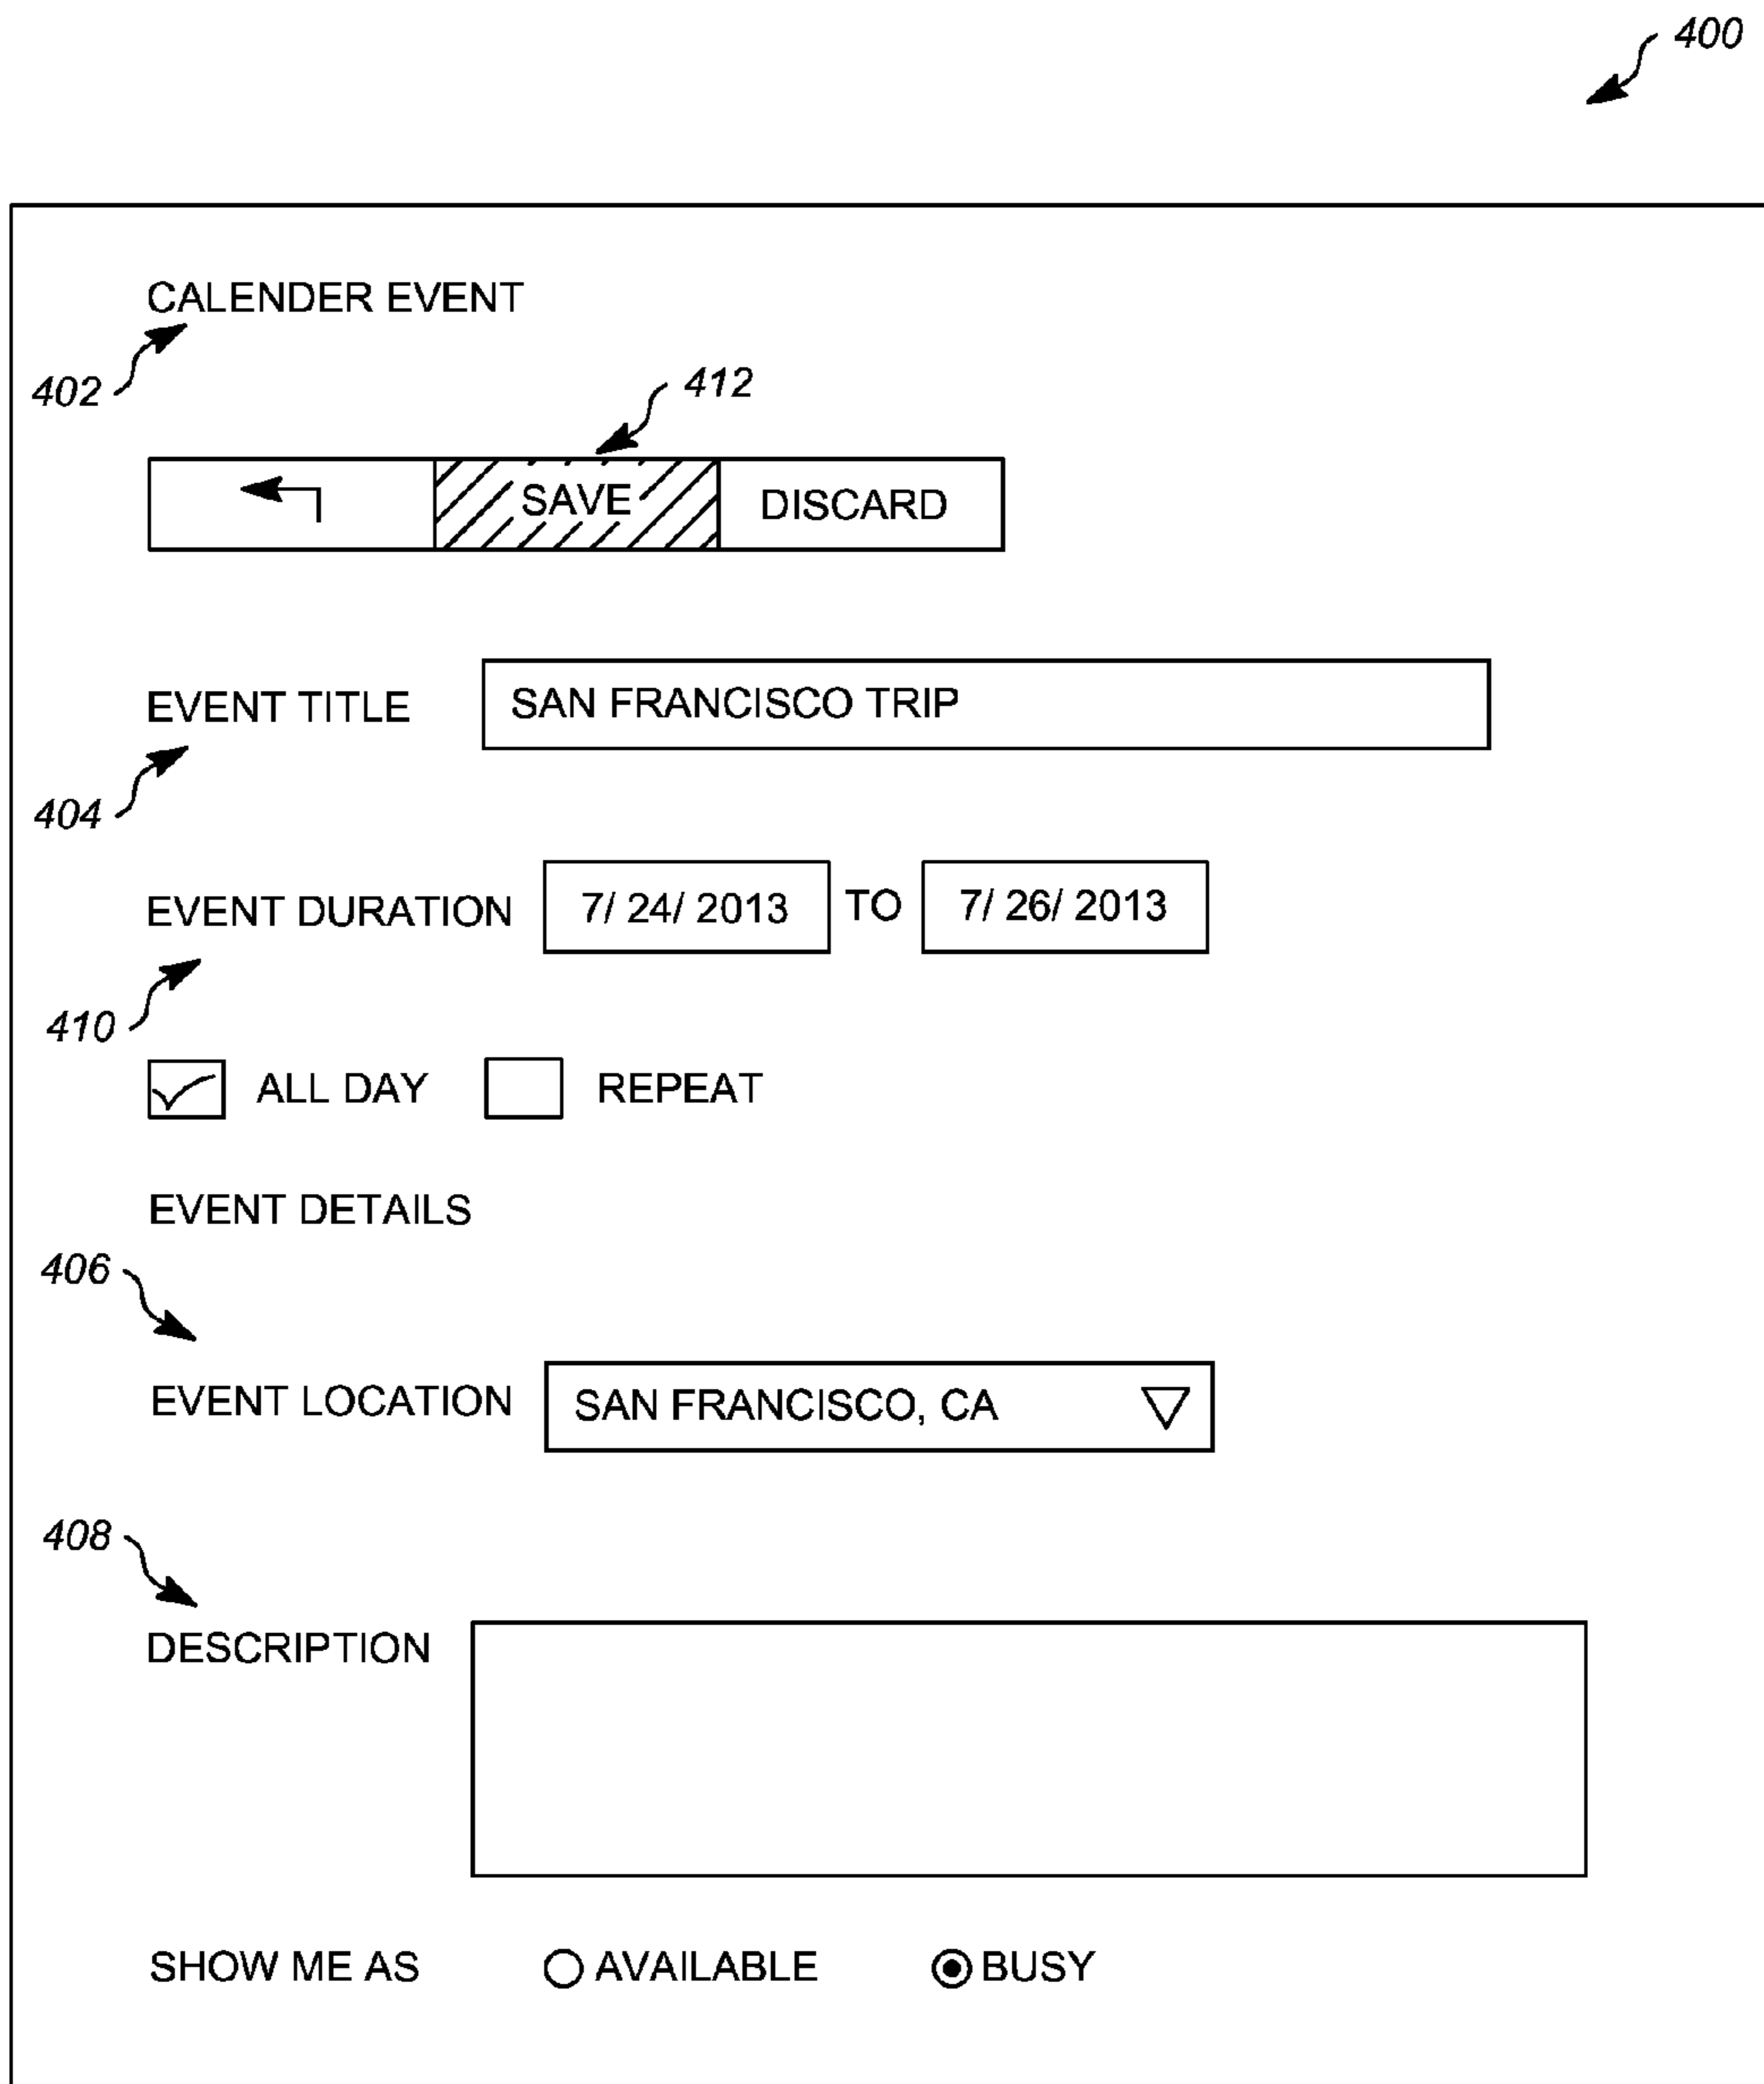 400
CALENDER EVENT
402
412
SAVE DISCARD
EVENT TITLE SAN FRANCISCO TRIP
404
EVENT DURATION 7/ 24/ 2013 TO 7/ 26/ 2013
410
ALL DAY REPEAT
EVENT DETAILS
406
EVENT LOCATION SAN FRANCISCO, CA
408
DESCRIPTION
SHOW ME AS AVAILABLE BUSY